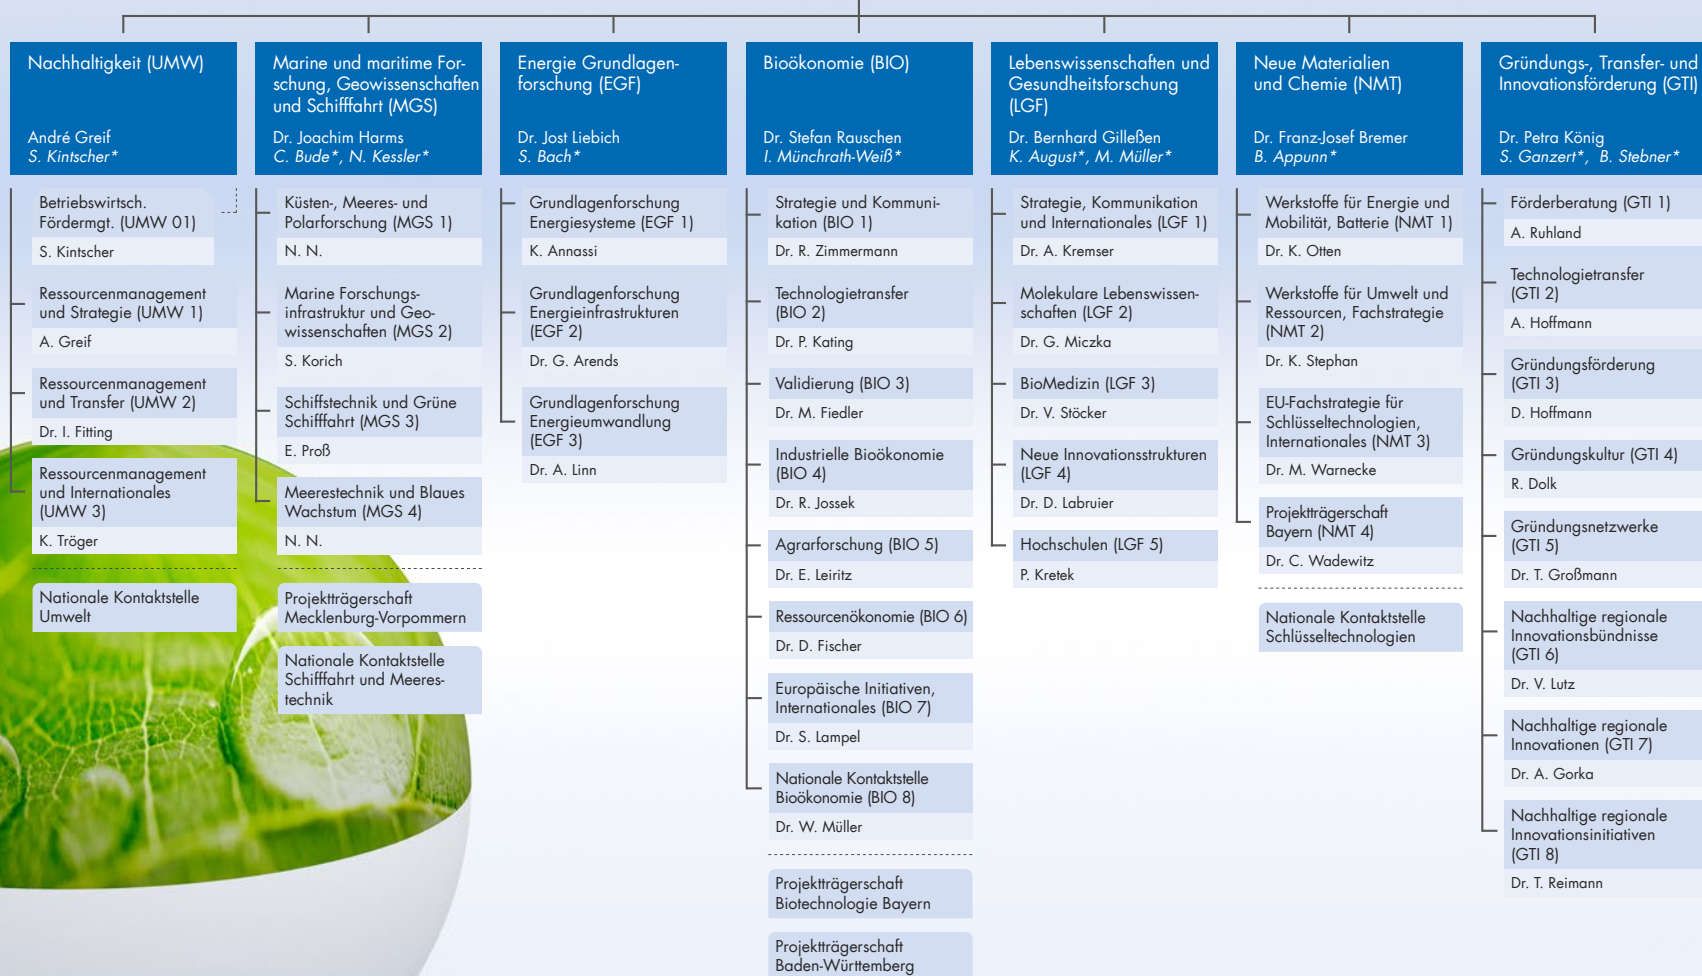 Nachhaltigkeit (UMW)
André Greif
S. Kintscher*
Betriebswirtsch.
Fördermgt. (UMW 01)
S. Kintscher
Ressourcenmanagement
und Strategie (UMW 1)
A. Greif
Ressourcenmanagement
und Transfer (UMW 2)
Dr. I. Fitting
Ressourcenmanagement
und Internationales
(UMW 3)
K. Tröger
Nationale Kontaktstelle
Umwelt
Marine und maritime For-
schung, Geowissenschaften
und Schifffahrt (MGS)
Dr. Joachim Harms
C. Bude*, N. Kessler*
Küsten-, Meeres- und
Polarforschung (MGS 1)
N. N.
Marine Forschungs-
infrastruktur und Geo-
wissenschaften (MGS 2)
S. Korich
Schiffstechnik und Grüne
Schifffahrt (MGS 3)
E. Proß
Meerestechnik und Blaues
Wachstum (MGS 4)
N. N.
Projektträgerschaft
Mecklenburg-Vorpommern
Nationale Kontaktstelle
Schifffahrt und Meeres-
technik
Energie Grundlagen-
forschung (EGF)
Dr. Jost Liebich
S. Bach*
Grundlagenforschung
Energiesysteme (EGF 1)
K. Annassi
Grundlagenforschung
Energieinfrastrukturen
(EGF 2)
Dr. G. Arends
Grundlagenforschung
Energieumwandlung
(EGF 3)
Dr. A. Linn
Bioökonomie (BIO)
Dr. Stefan Rauschen
I. Münchrath-Weiß*
Strategie und Kommuni-
kation (BIO 1)
Dr. R. Zimmermann
Technologietransfer
(BIO 2)
Dr. P. Kating
Validierung (BIO 3)
Dr. M. Fiedler
Industrielle Bioökonomie
(BIO 4)
Dr. R. Jossek
Agrarforschung (BIO 5)
Dr. E. Leiritz
Ressourcenökonomie (BIO 6)
Dr. D. Fischer
Europäische Initiativen,
Internationales (BIO 7)
Dr. S. Lampel
Nationale Kontaktstelle
Bioökonomie (BIO 8)
Dr. W. Müller
Projektträgerschaft
Biotechnologie Bayern
Projektträgerschaft
Baden-Württemberg
Lebenswissenschaften und
Gesundheitsforschung
(LGF)
Dr. Bernhard Gilleßen
K. August*, M. Müller*
Strategie, Kommunikation
und Internationales (LGF 1)
Dr. A. Kremser
Molekulare Lebenswissen-
schaften (LGF 2)
Dr. G. Miczka
BioMedizin (LGF 3)
Dr. V. Stöcker
Neue Innovationsstrukturen
(LGF 4)
Dr. D. Labruier
Hochschulen (LGF 5)
P. Kretek
Neue Materialien
und Chemie (NMT)
Dr. Franz-Josef Bremer
B. Appunn*
Werkstoffe für Energie und
Mobilität, Batterie (NMT 1)
Dr. K. Otten
Werkstoffe für Umwelt und
Ressourcen, Fachstrategie
(NMT 2)
Dr. K. Stephan
EU-Fachstrategie für
Schlüsseltechnologien,
Internationales (NMT 3)
Dr. M. Warnecke
Projektträgerschaft
Bayern (NMT 4)
Dr. C. Wadewitz
Nationale Kontaktstelle
Schlüsseltechnologien
Gründungs-, Transfer- und
Innovationsförderung (GTI)
Dr. Petra König
S. Ganzert*, B. Stebner*
Förderberatung (GTI 1)
A. Ruhland
Technologietransfer
(GTI 2)
A. Hoffmann
Gründungsförderung
(GTI 3)
D. Hoffmann
Gründungskultur (GTI 4)
R. Dolk
Gründungsnetzwerke
(GTI 5)
Dr. T. Großmann
Nachhaltige regionale
Innovationsbündnisse
(GTI 6)
Dr. V. Lutz
Nachhaltige regionale
Innovationen (GTI 7)
Dr. A. Gorka
Nachhaltige regionale
Innovationsinitiativen
(GTI 8)
Dr. T. Reimann